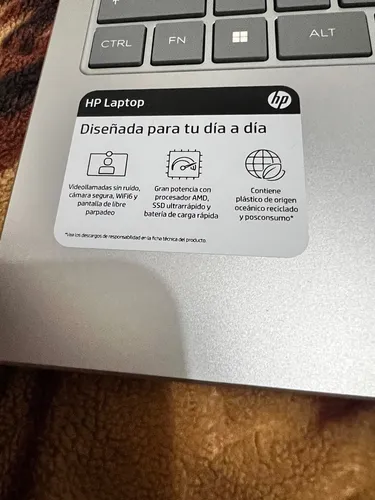 CTRL FN ALT
HP Laptop hp
Diseñada para tu día a día
Videollamadas sin ruido,
cámara segura, WiFi6 y
pantalla de libre
parpadeo
Gran potencia con
procesador AMD,
SSD ultrarrápido y
batería de carga rápida
Contiene
plástico de origen
oceánico reciclado
y posconsumo*
*Vea los descargos de responsabilidad en la ficha técnica del producto.